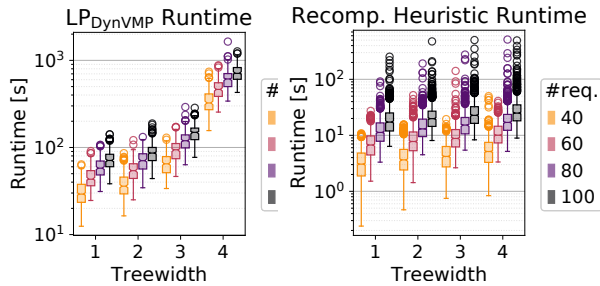 LP_DynVMP Runtime
Runtime [s]
10³
10²
10¹
1 2 3 4
Treewidth
#
Recomp. Heuristic Runtime
Runtime [s]
10²
10¹
10⁰
1 2 3 4
Treewidth
#req.
40
60
80
100